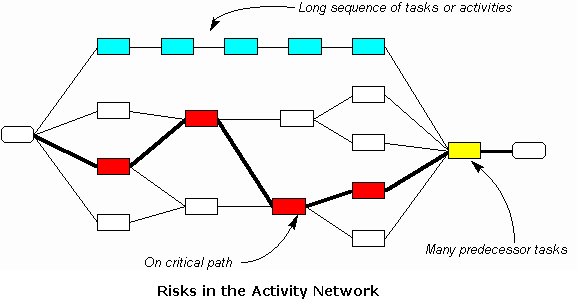 Long sequence of tasks or activities
Many predecessor tasks
On critical path
Risks in the Activity Network